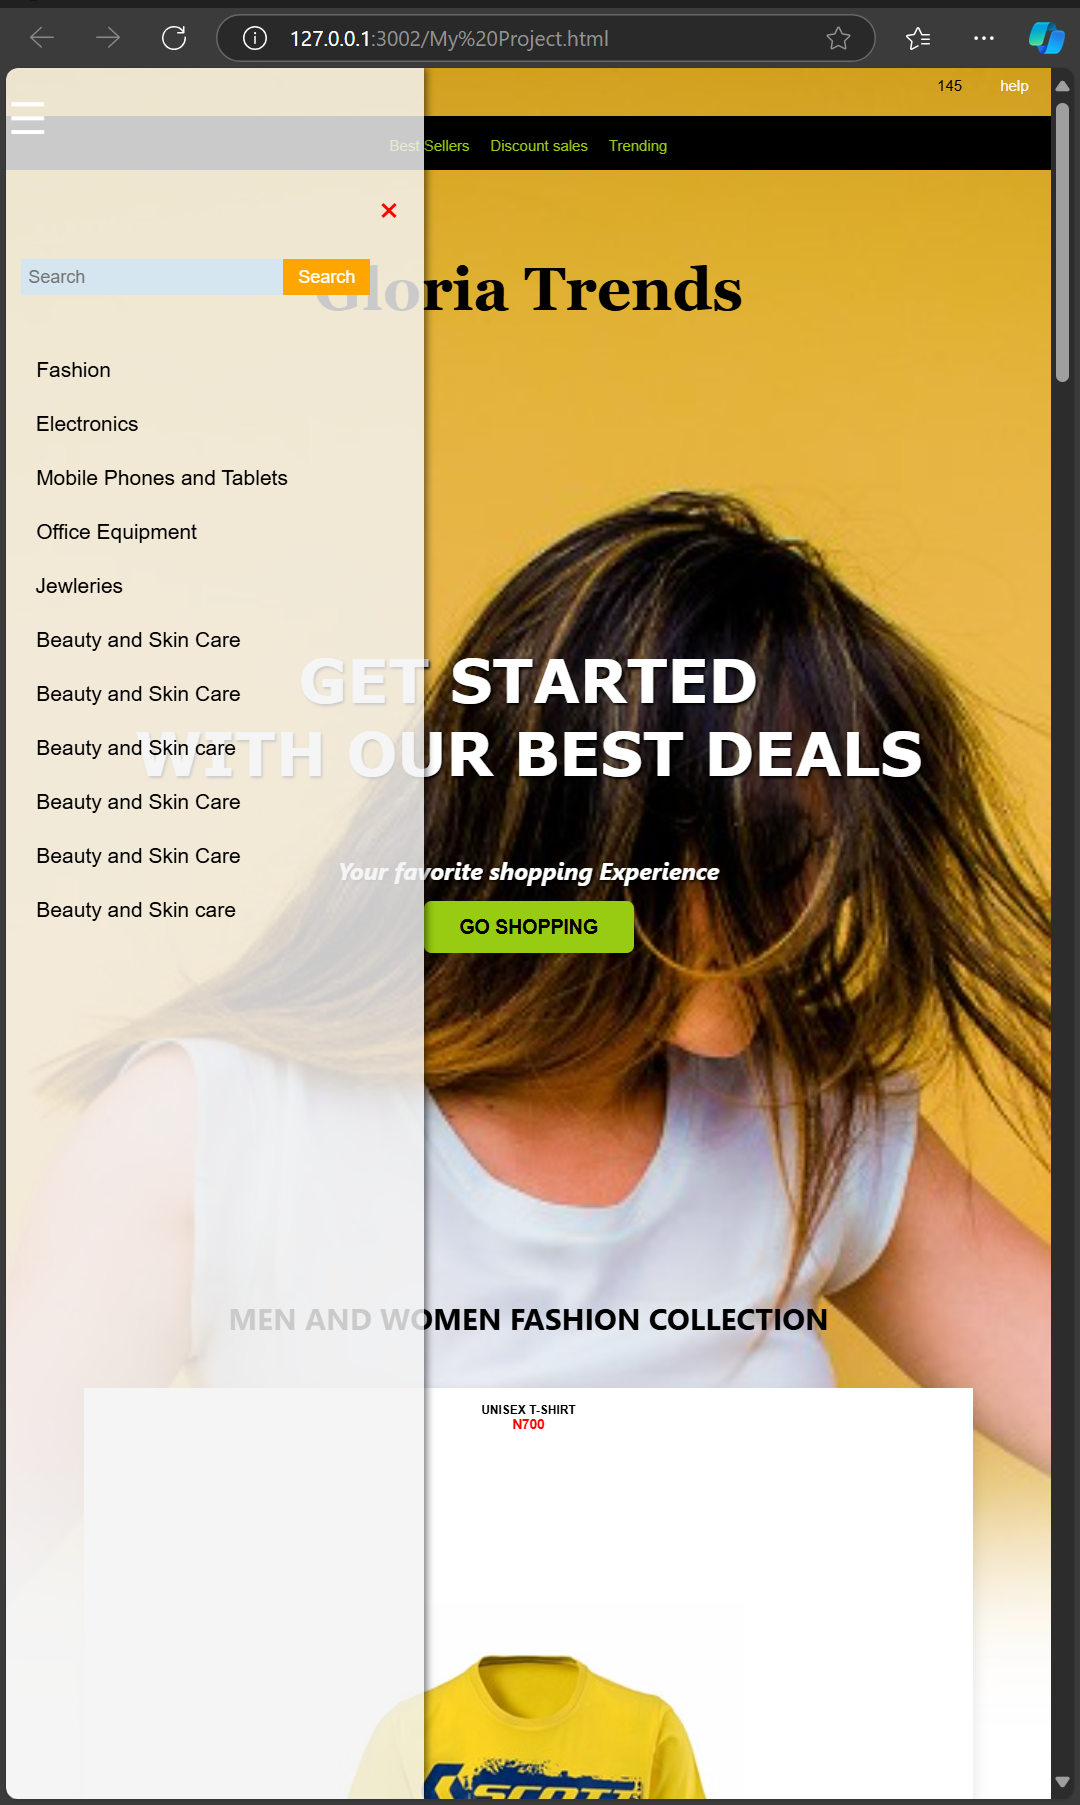 127.0.0.1:3002/My%20Project.html
145 help
Best Sellers Discount sales Trending
×
Search Search
Gloria Trends
Fashion
Electronics
Mobile Phones and Tablets
Office Equipment
Jewleries
Beauty and Skin Care
Beauty and Skin Care
Beauty and Skin care
Beauty and Skin Care
Beauty and Skin Care
Beauty and Skin care
GET STARTED
WITH OUR BEST DEALS
Your favorite shopping Experience
GO SHOPPING
MEN AND WOMEN FASHION COLLECTION
UNISEX T-SHIRT
N700
SCOTT